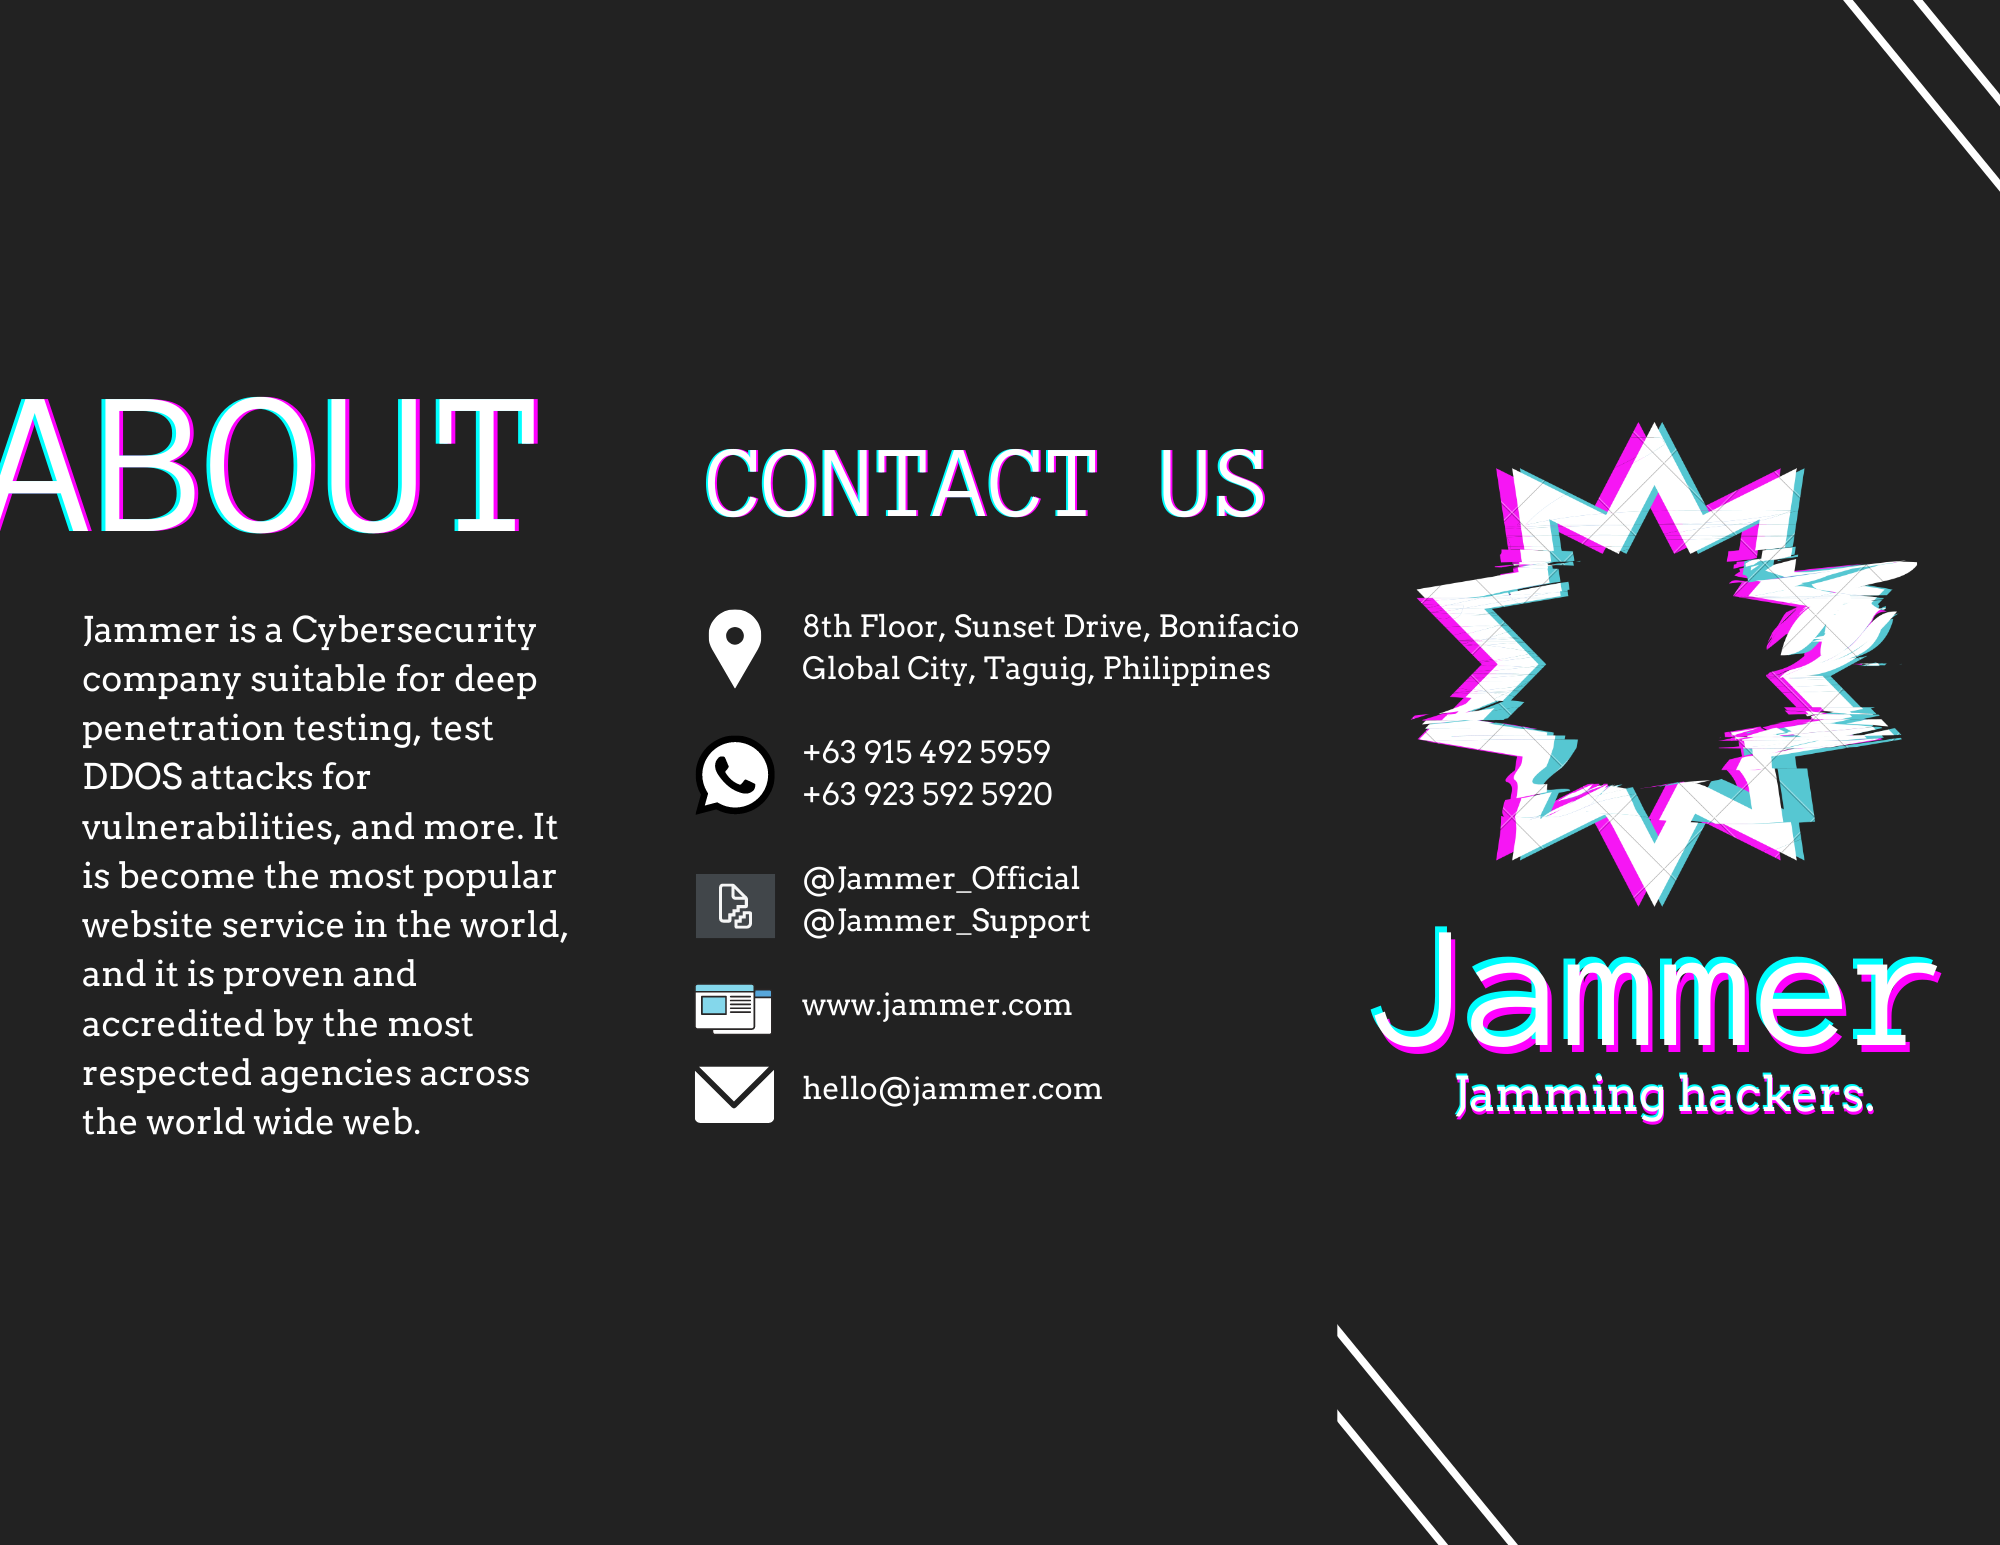 ABOUT
Jammer is a Cybersecurity
company suitable for deep
penetration testing, test
DDOS attacks for
vulnerabilities, and more. It
is become the most popular
website service in the world,
and it is proven and
accredited by the most
respected agencies across
the world wide web.
CONTACT US
8th Floor, Sunset Drive, Bonifacio
Global City, Taguig, Philippines
+63 915 492 5959
+63 923 592 5920
@Jammer_Official
@Jammer_Support
www.jammer.com
hello@jammer.com
Jammer
Jamming hackers.